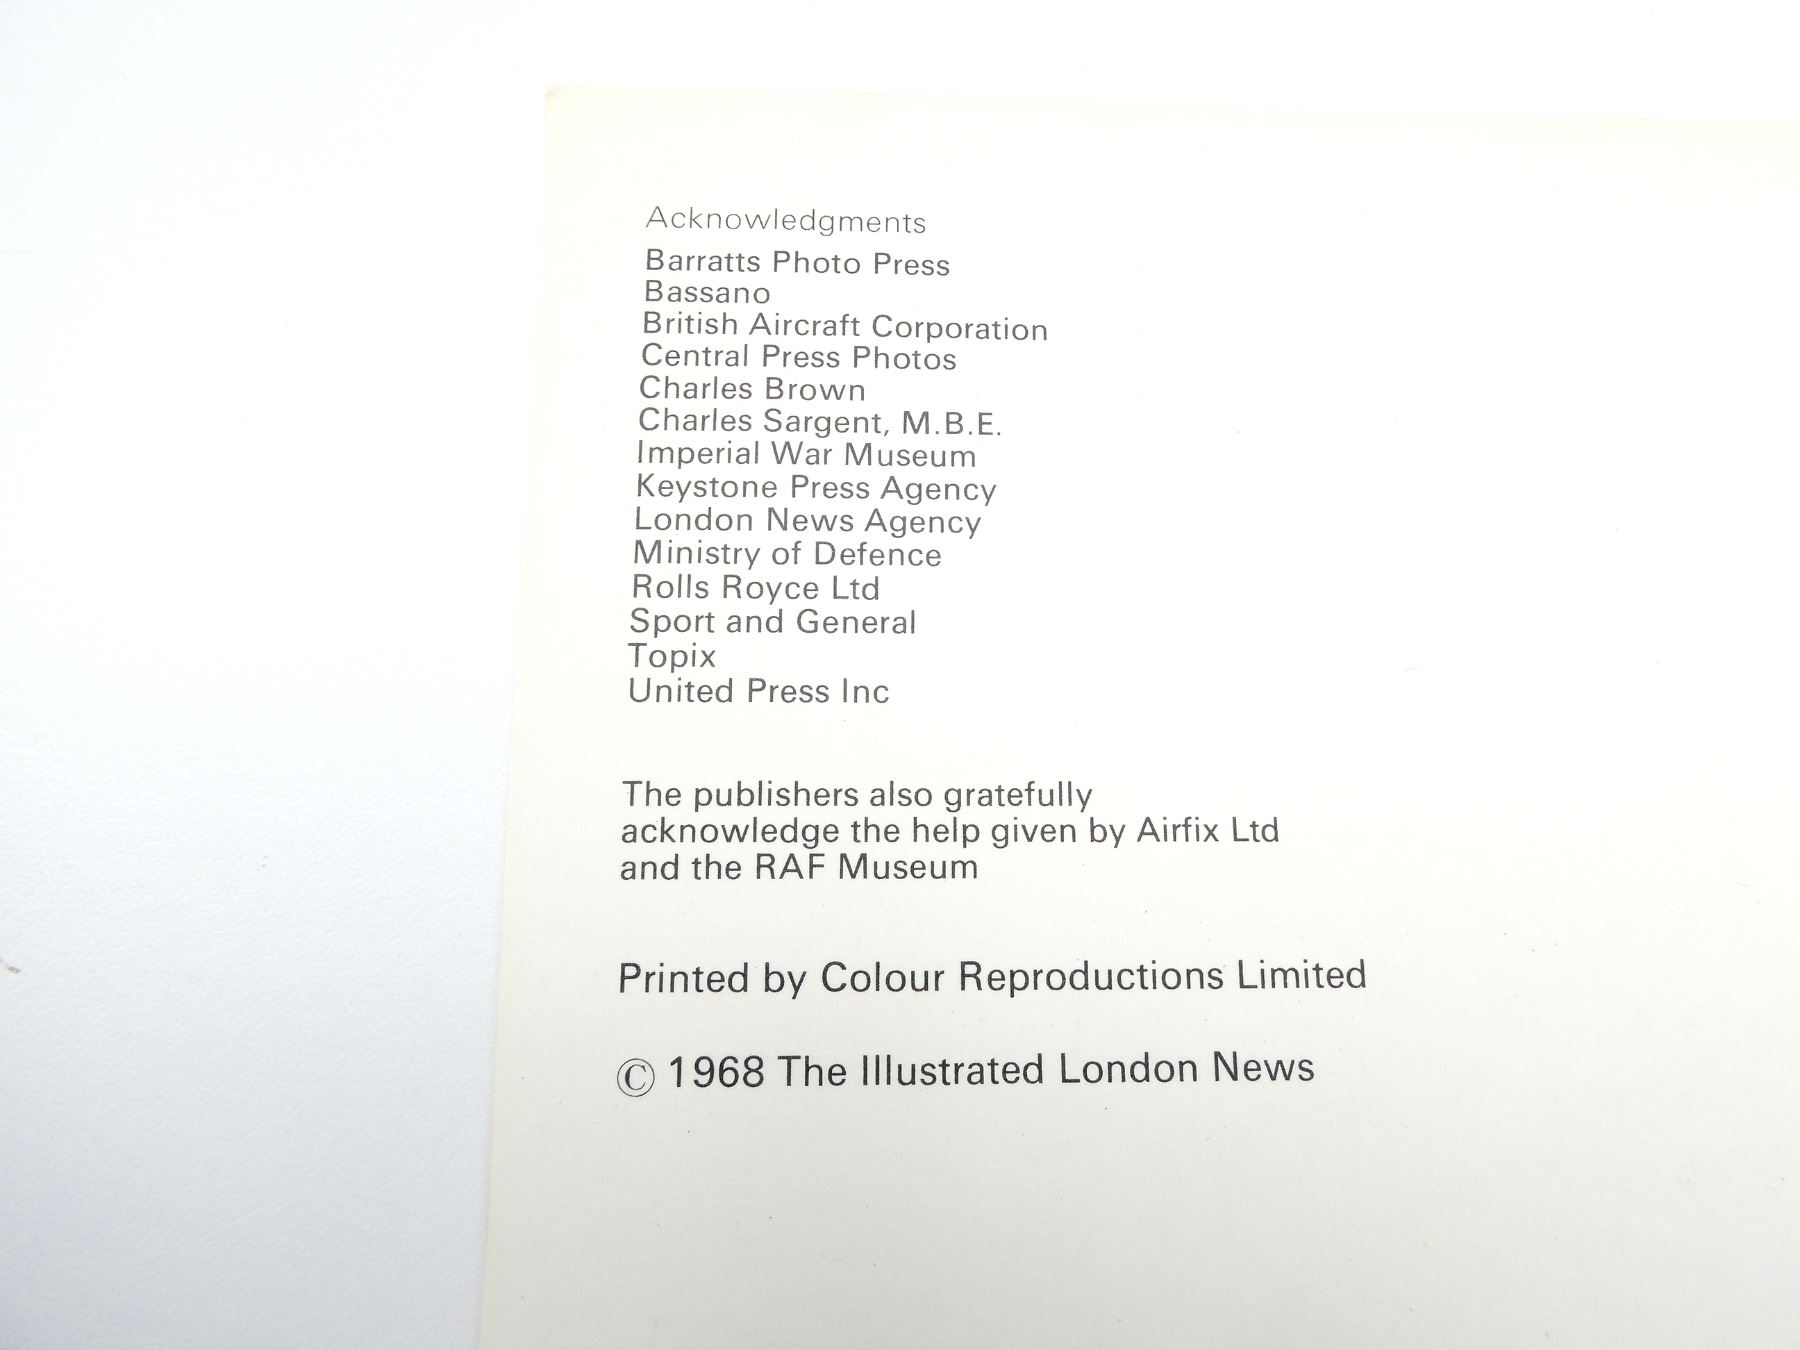 Acknowledgments
Barratts Photo Press
Bassano
British Aircraft Corporation
Central Press Photos
Charles Brown
Charles Sargent, M.B.E.
Imperial War Museum
Keystone Press Agency
London News Agency
Ministry of Defence
Rolls Royce Ltd
Sport and General
Topix
United Press Inc
The publishers also gratefully
acknowledge the help given by Airfix Ltd
and the RAF Museum
Printed by Colour Reproductions Limited
© 1968 The Illustrated London News